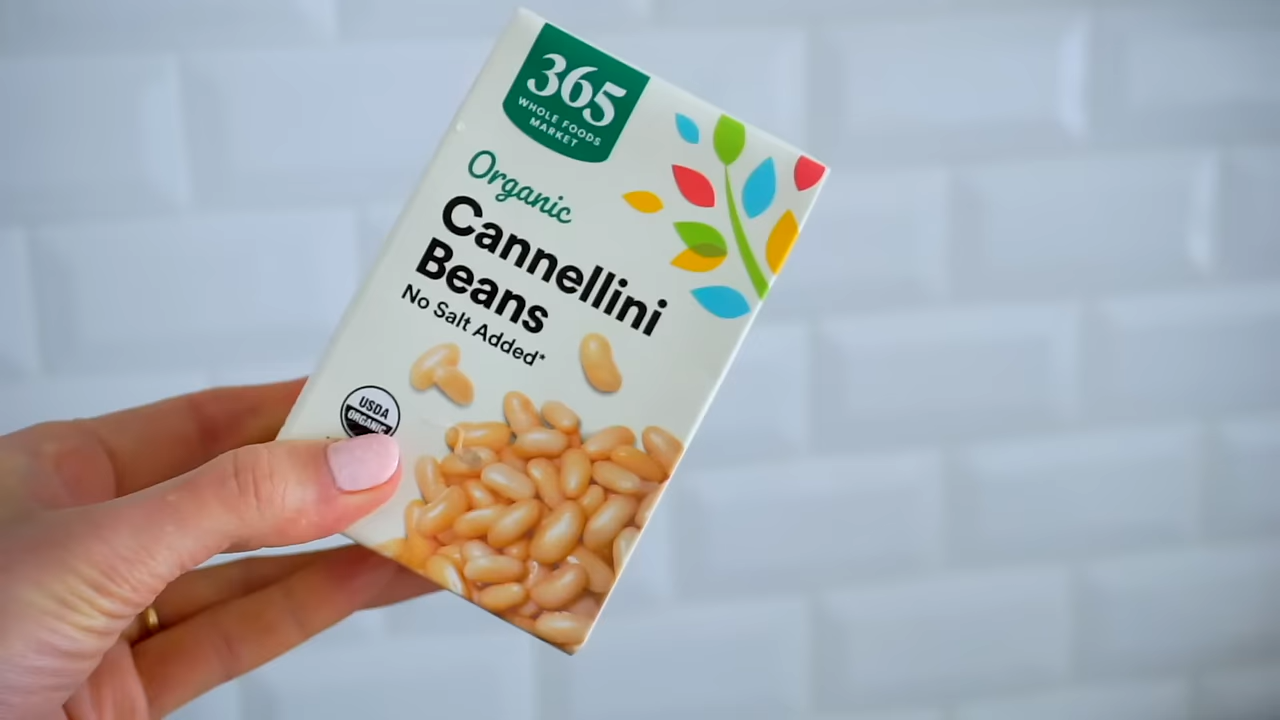 365
WHOLE FOODS
MARKET
Organic
Cannellini
Beans
No Salt Added*
USDA
ORGANIC